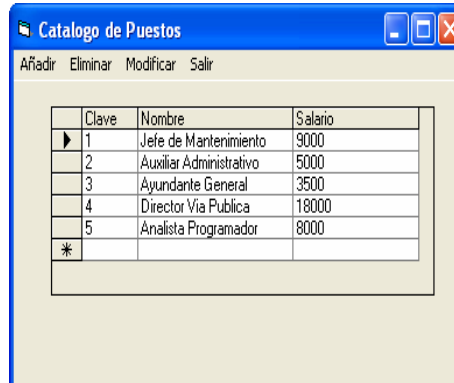 Catalogo de Puestos
Añadir Eliminar Modificar Salir
Clave Nombre Salario
1 Jefe de Mantenimiento 9000
2 Auxiliar Administrativo 5000
3 Ayundante General 3500
4 Director Via Publica 18000
5 Analista Programador 8000